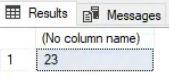 Results Messages
(No column name)
1 23